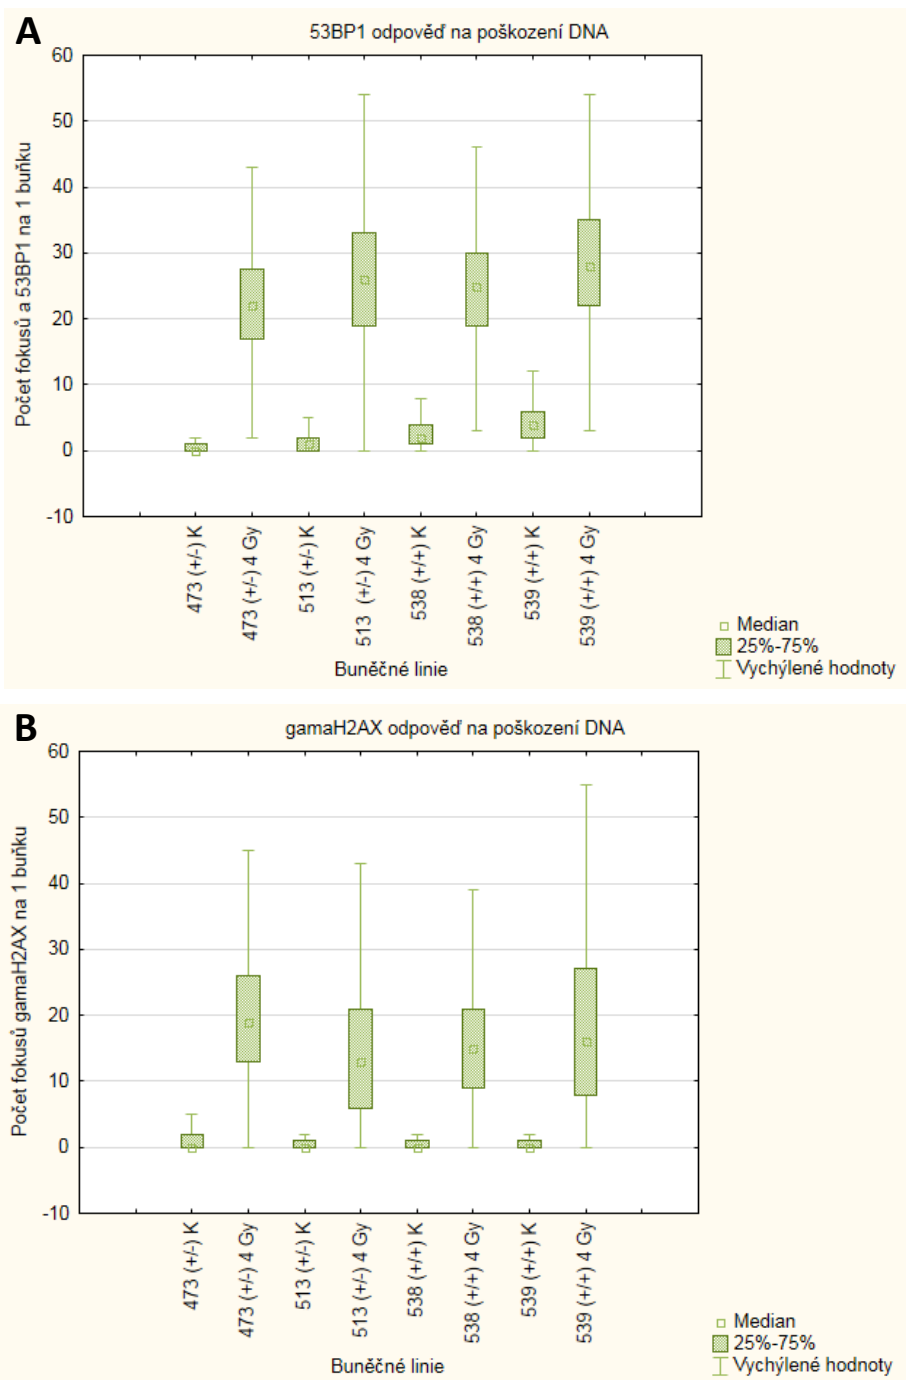 A
53BP1 odpověď na poškození DNA
Počet fokusů a 53BP1 na 1 buňku
60
50
40
30
20
10
0
-10
473 (+/-) K
473 (+/-) 4 Gy
513 (+/-) K
513 (+/-) 4 Gy
538 (+/+) K
538 (+/+) 4 Gy
539 (+/+) K
539 (+/+) 4 Gy
Buněčné linie
Median
25%-75%
Vychýlené hodnoty
B
gamaH2AX odpověď na poškození DNA
Počet fokusů gamaH2AX na 1 buňku
60
50
40
30
20
10
0
-10
473 (+/-) K
473 (+/-) 4 Gy
513 (+/-) K
513 (+/-) 4 Gy
538 (+/+) K
538 (+/+) 4 Gy
539 (+/+) K
539 (+/+) 4 Gy
Buněčné linie
Median
25%-75%
Vychýlené hodnoty